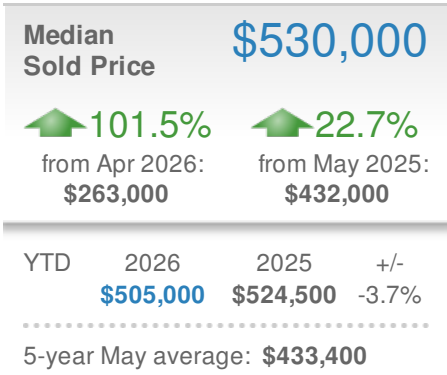 Median $530,000
Sold Price
101.5% 22.7%
from Apr 2026: from May 2025:
$263,000 $432,000
YTD 2026 2025 +/-
$505,000 $524,500 -3.7%
5-year May average: $433,400